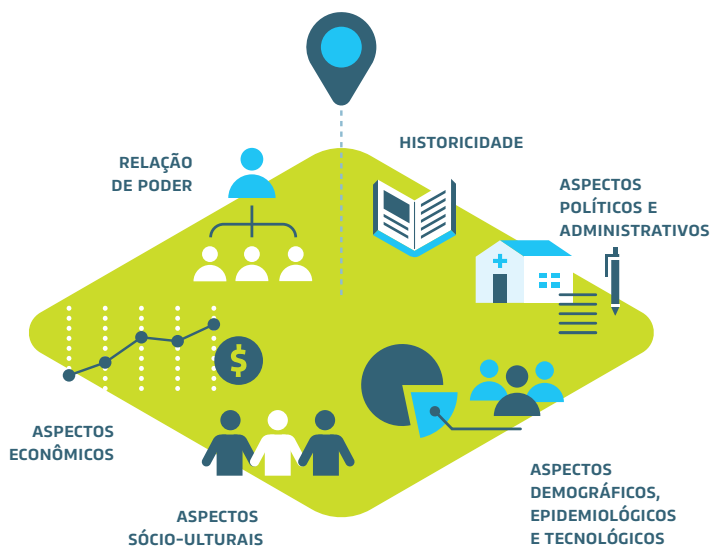 HISTORICIDADE
RELAÇÃO
DE PODER
ASPECTOS
POLÍTICOS E
ADMINISTRATIVOS
$
ASPECTOS
ECONÔMICOS
ASPECTOS
SÓCIO-ULTURAIS
ASPECTOS
DEMOGRÁFICOS,
EPIDEMIOLÓGICOS
E TECNOLÓGICOS